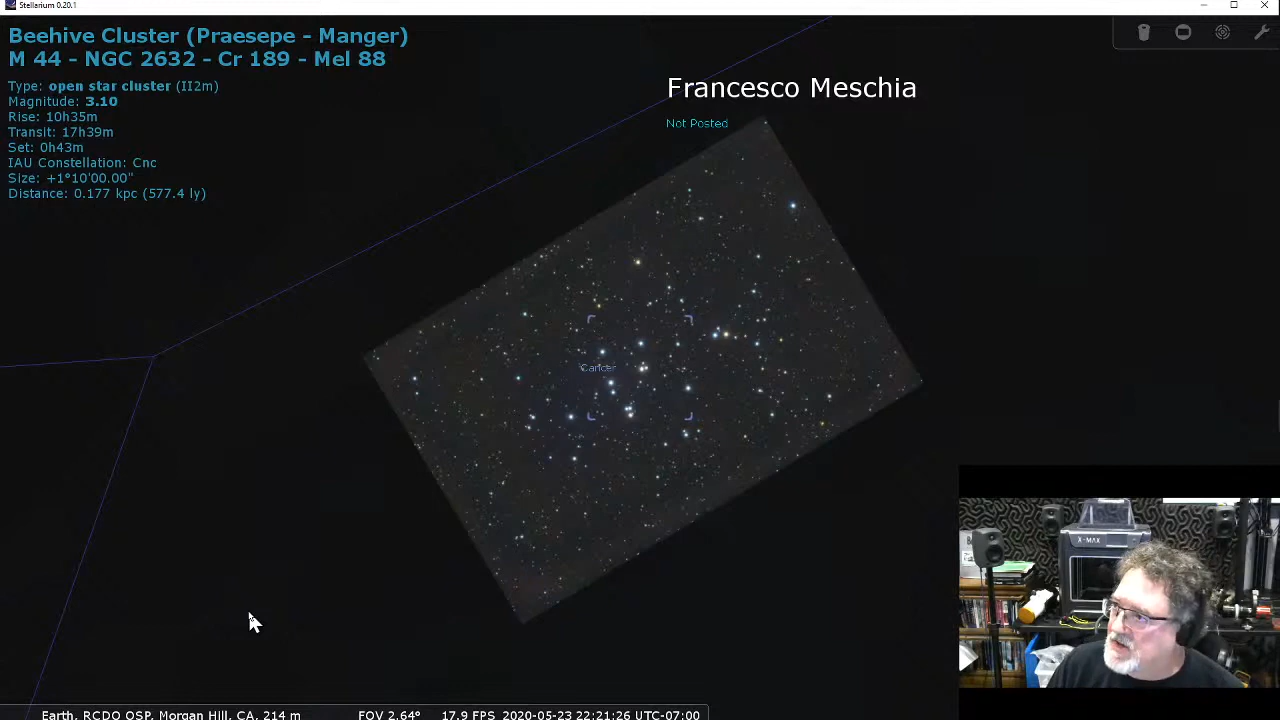 Stellarium 0.20.1
Beehive Cluster (Praesepe - Manger)
M 44 - NGC 2632 - Cr 189 - Mel 88
Type: open star cluster (II2m)
Magnitude: 3.10
Rise: 10h35m
Transit: 17h39m
Set: 0h43m
IAU Constellation: Cnc
Size: +1°10'00.00"
Distance: 0.177 kpc (577.4 ly)
Francesco Meschia
Not Posted
Cancer
X-MAX
Earth, RCDO OSP, Morgan Hill, CA, 214 m FOV 2.64° 17.9 FPS 2020-05-23 22:21:26 UTC-07:00